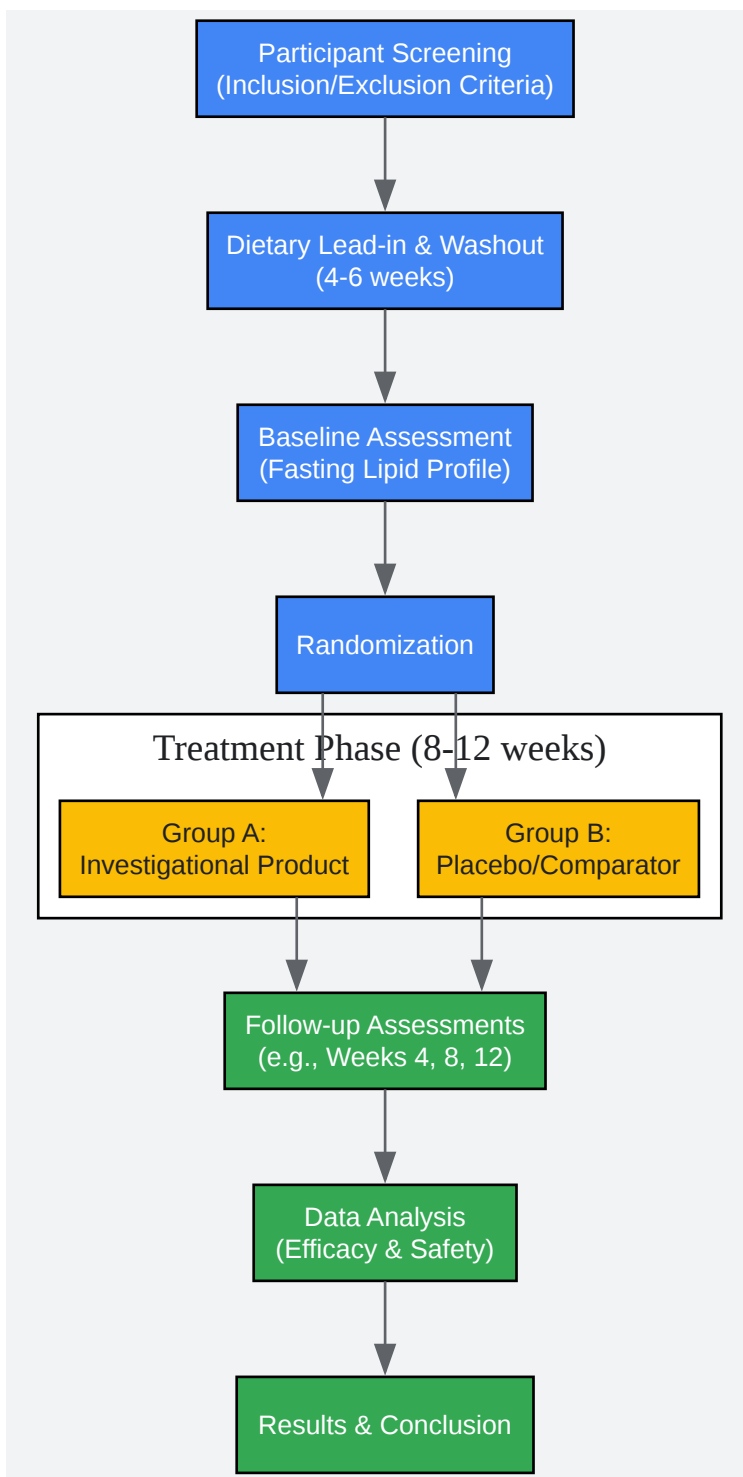 Participant Screening
(Inclusion/Exclusion Criteria)
Dietary Lead-in & Washout
(4-6 weeks)
Baseline Assessment
(Fasting Lipid Profile)
Randomization
Treatment Phase (8-12 weeks)
Group A:
Investigational Product
Group B:
Placebo/Comparator
Follow-up Assessments
(e.g., Weeks 4, 8, 12)
Data Analysis
(Efficacy & Safety)
Results & Conclusion